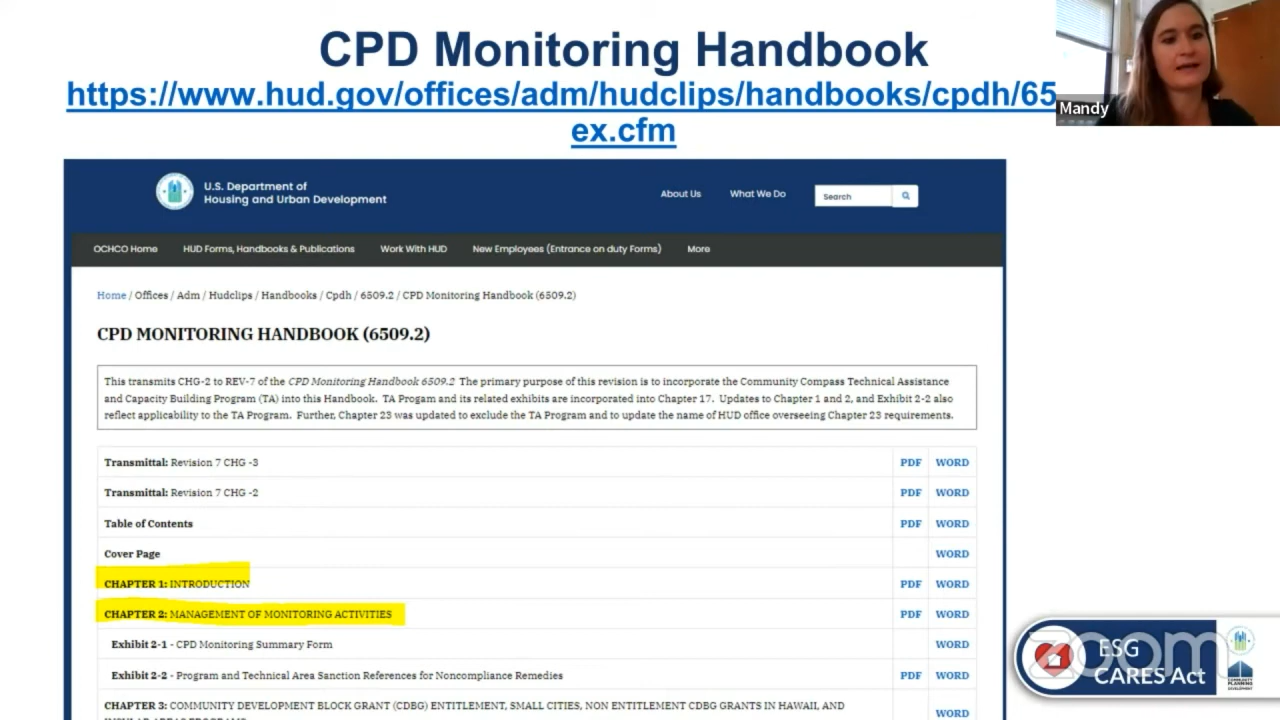 CPD Monitoring Handbook
https://www.hud.gov/offices/adm/hudclips/handbooks/cpdh/65
ex.cfm
Mandy
U.S. Department of
Housing and Urban Development
About Us
What We Do
Search
OCHCO Home
HUD Forms, Handbooks & Publications
Work With HUD
New Employees (Entrance on duty Forms)
More
Home / Offices / Adm / Hudclips / Handbooks / Cpdh / 6509.2 / CPD Monitoring Handbook (6509.2)
CPD MONITORING HANDBOOK (6509.2)
This transmits CHG-2 to REV-7 of the CPD Monitoring Handbook 6509.2 The primary purpose of this revision is to incorporate the Community Compass Technical Assistance
and Capacity Building Program (TA) into this Handbook. TA Progam and its related exhibits are incorporated into Chapter 17. Updates to Chapter 1 and 2, and Exhibit 2-2 also
reflect applicability to the TA Program. Further, Chapter 23 was updated to exclude the TA Program and to update the name of HUD office overseeing Chapter 23 requirements.
Transmittal: Revision 7 CHG -3 PDF WORD
Transmittal: Revision 7 CHG -2 PDF WORD
Table of Contents PDF WORD
Cover Page WORD
CHAPTER 1: INTRODUCTION PDF WORD
CHAPTER 2: MANAGEMENT OF MONITORING ACTIVITIES PDF WORD
Exhibit 2-1 - CPD Monitoring Summary Form WORD
Exhibit 2-2 - Program and Technical Area Sanction References for Noncompliance Remedies PDF WORD
CHAPTER 3: COMMUNITY DEVELOPMENT BLOCK GRANT (CDBG) ENTITLEMENT, SMALL CITIES, NON ENTITLEMENT CDBG GRANTS IN HAWAII, AND WORD
zoom
ESG
CARES Act
COMMUNITY
PLANNING
DEVELOPMENT